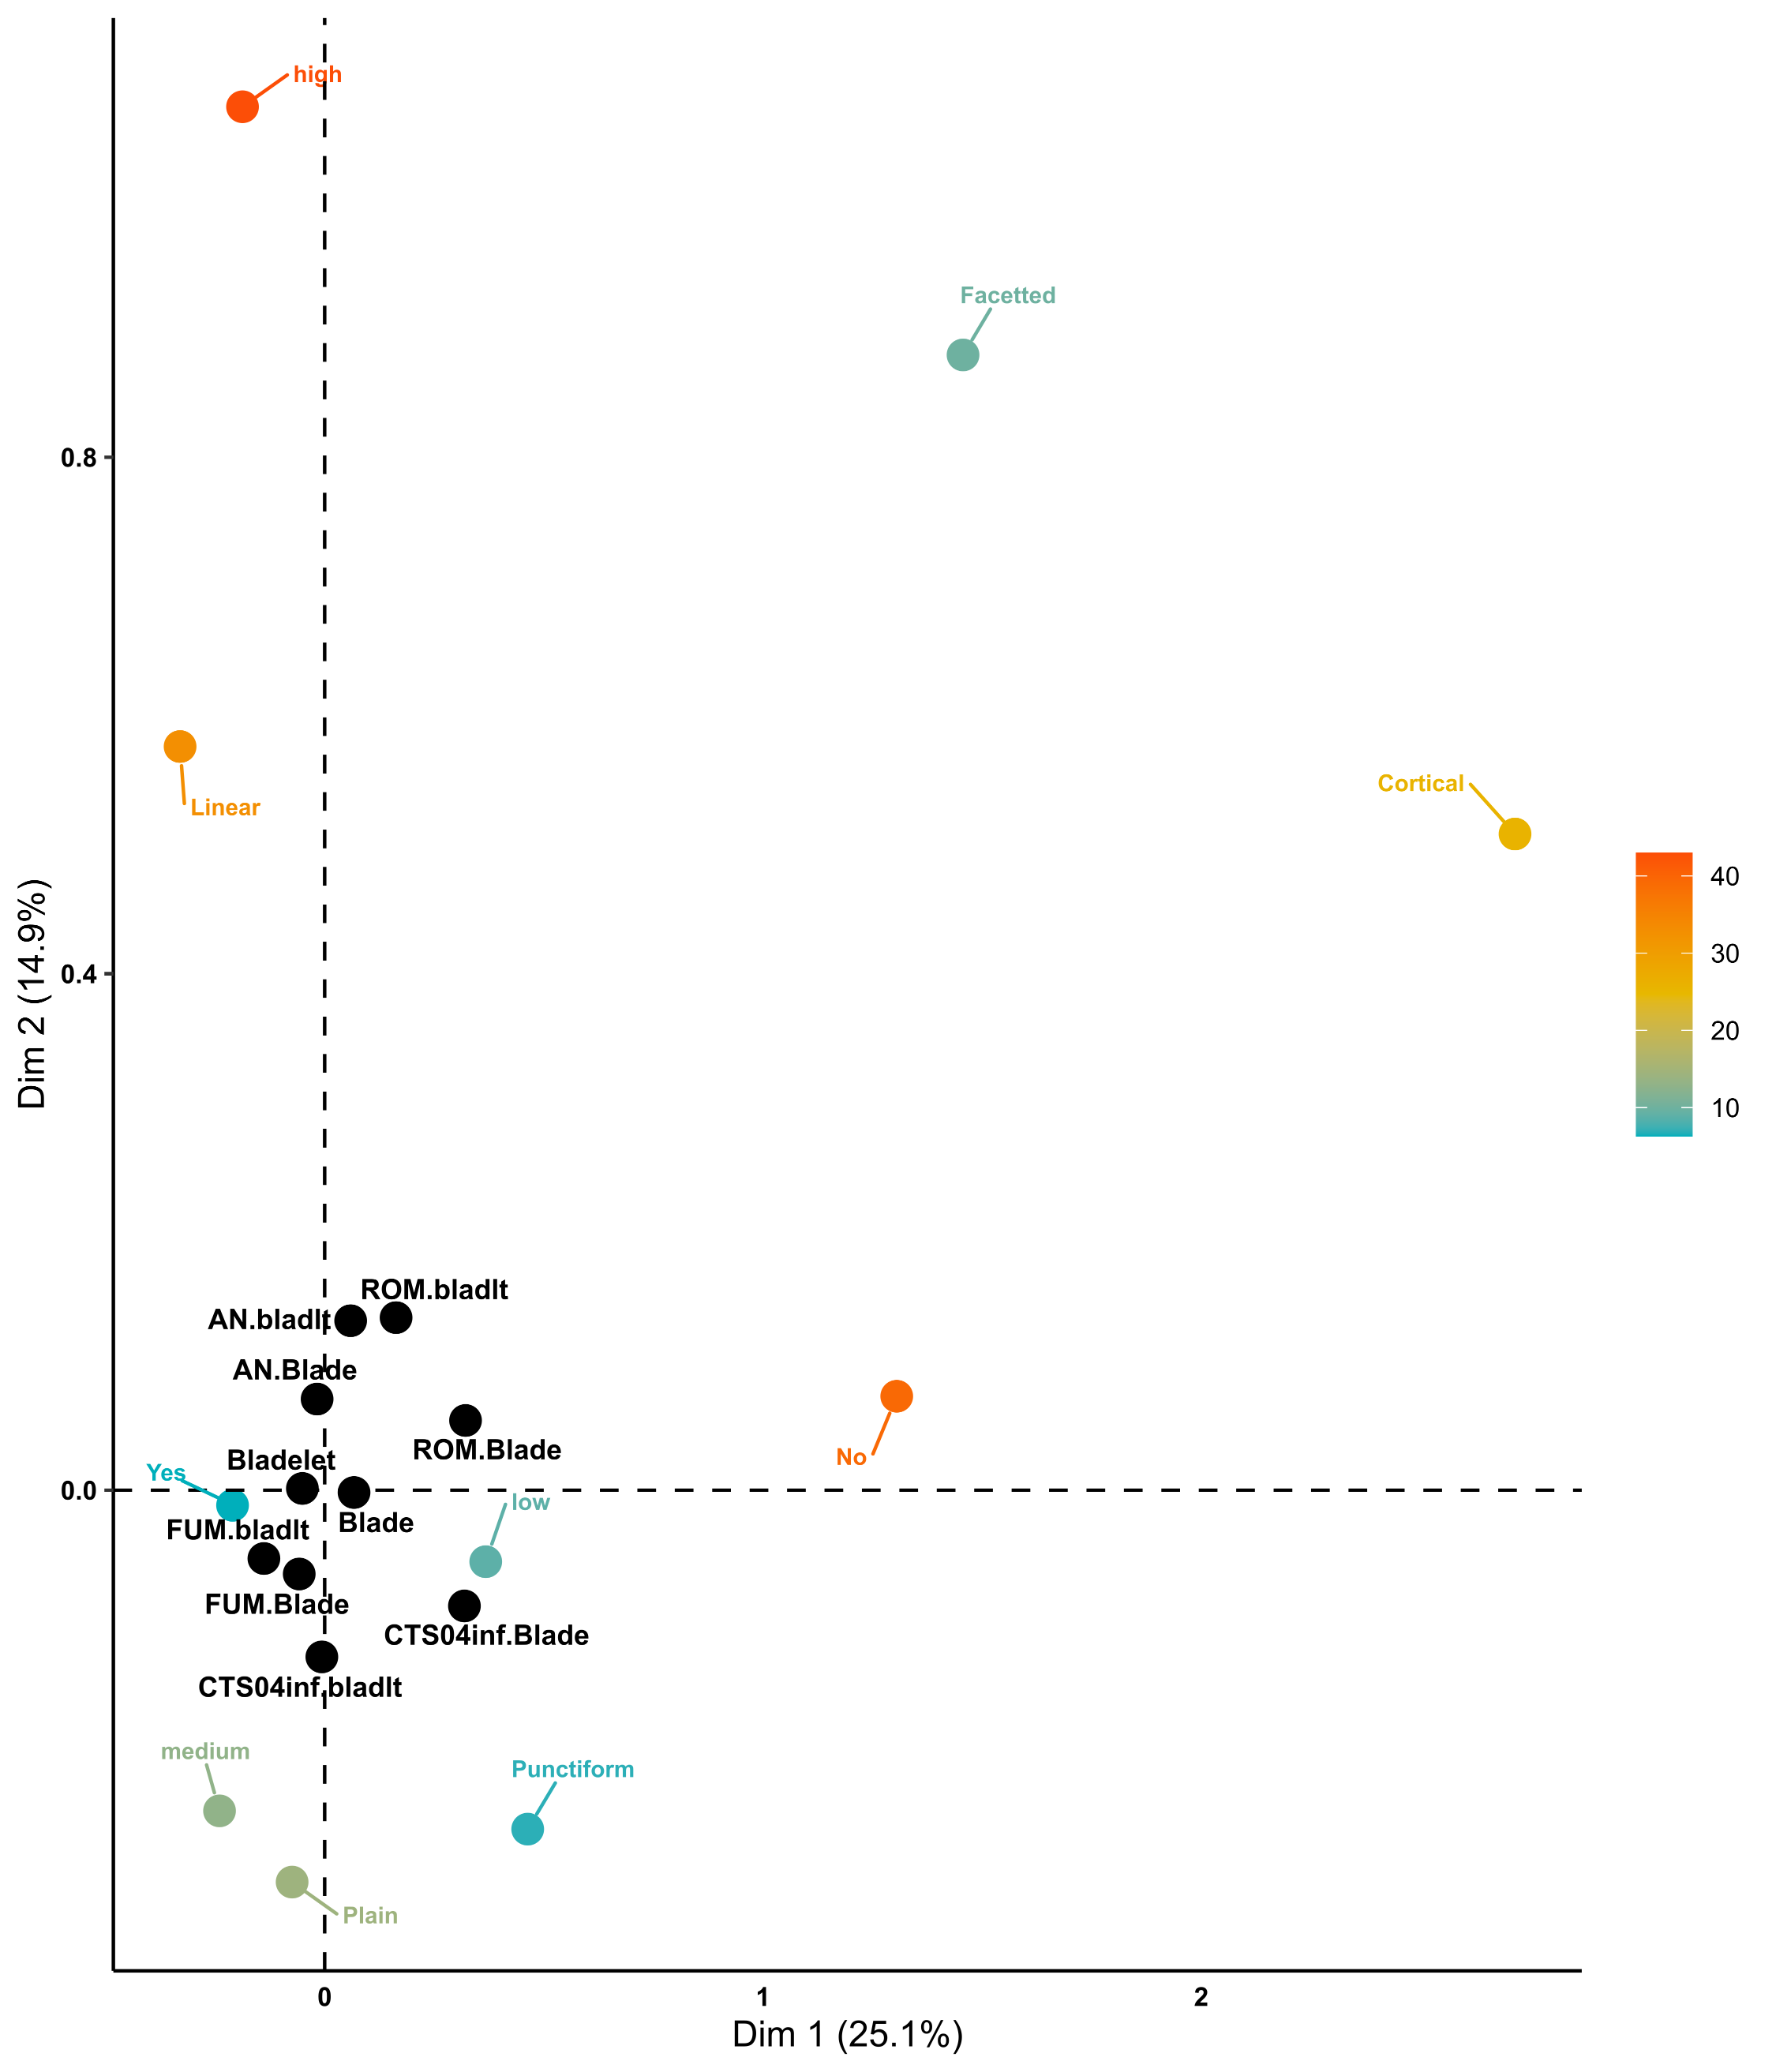 high
Facetted
0.8
Cortical
Linear
40
30
20
10
Dim 2 (14.9%)
0.4
ROM.bladlt
AN.bladlt
AN.Blade
ROM.Blade
No
Bladelet
Yes
0.0
low
Blade
FUM.bladlt
FUM.Blade
CTS04inf.Blade
CTS04inf.bladlt
medium
Punctiform
Plain
0
1
2
Dim 1 (25.1%)